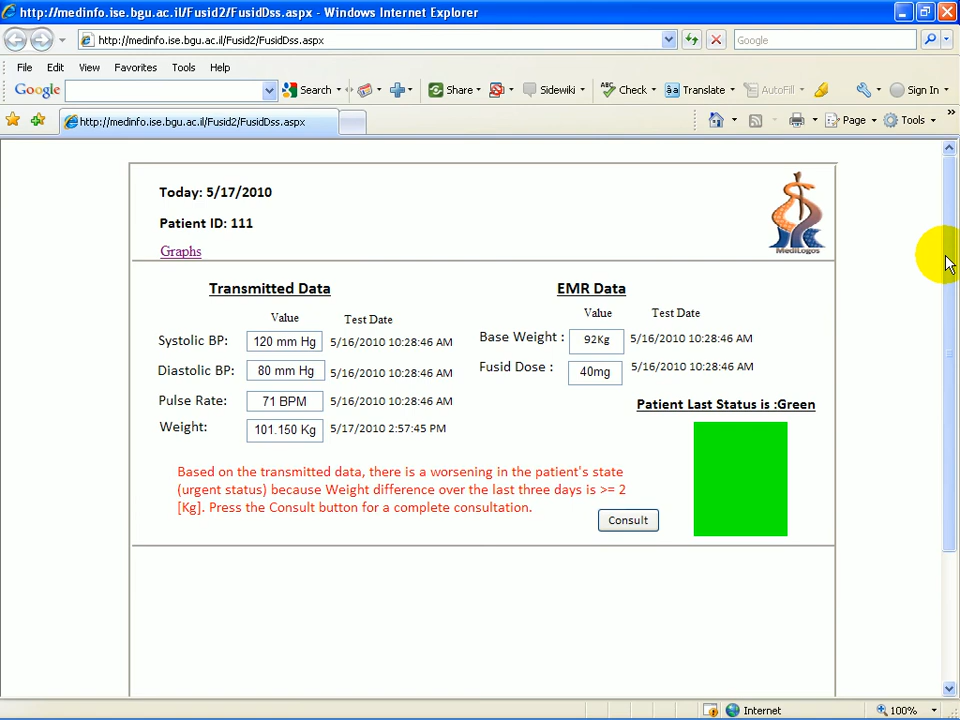 http://medinfo.ise.bgu.ac.il/Fusid2/FusidDss.aspx - Windows Internet Explorer
http://medinfo.ise.bgu.ac.il/Fusid2/FusidDss.aspx
Google
File Edit View Favorites Tools Help
Google Search Share Sidewiki ABC Check aa Translate AutoFill Sign In
http://medinfo.ise.bgu.ac.il/Fusid2/FusidDss.aspx Page Tools
Today: 5/17/2010
Patient ID: 111
Graphs
MediLogos
Transmitted Data
Value Test Date
Systolic BP: 120 mm Hg 5/16/2010 10:28:46 AM
Diastolic BP: 80 mm Hg 5/16/2010 10:28:46 AM
Pulse Rate: 71 BPM 5/16/2010 10:28:46 AM
Weight: 101.150 Kg 5/17/2010 2:57:45 PM
EMR Data
Value Test Date
Base Weight : 92Kg 5/16/2010 10:28:46 AM
Fusid Dose : 40mg 5/16/2010 10:28:46 AM
Patient Last Status is :Green
Based on the transmitted data, there is a worsening in the patient's state
(urgent status) because Weight difference over the last three days is >= 2
[Kg]. Press the Consult button for a complete consultation.
Consult
Internet 100%